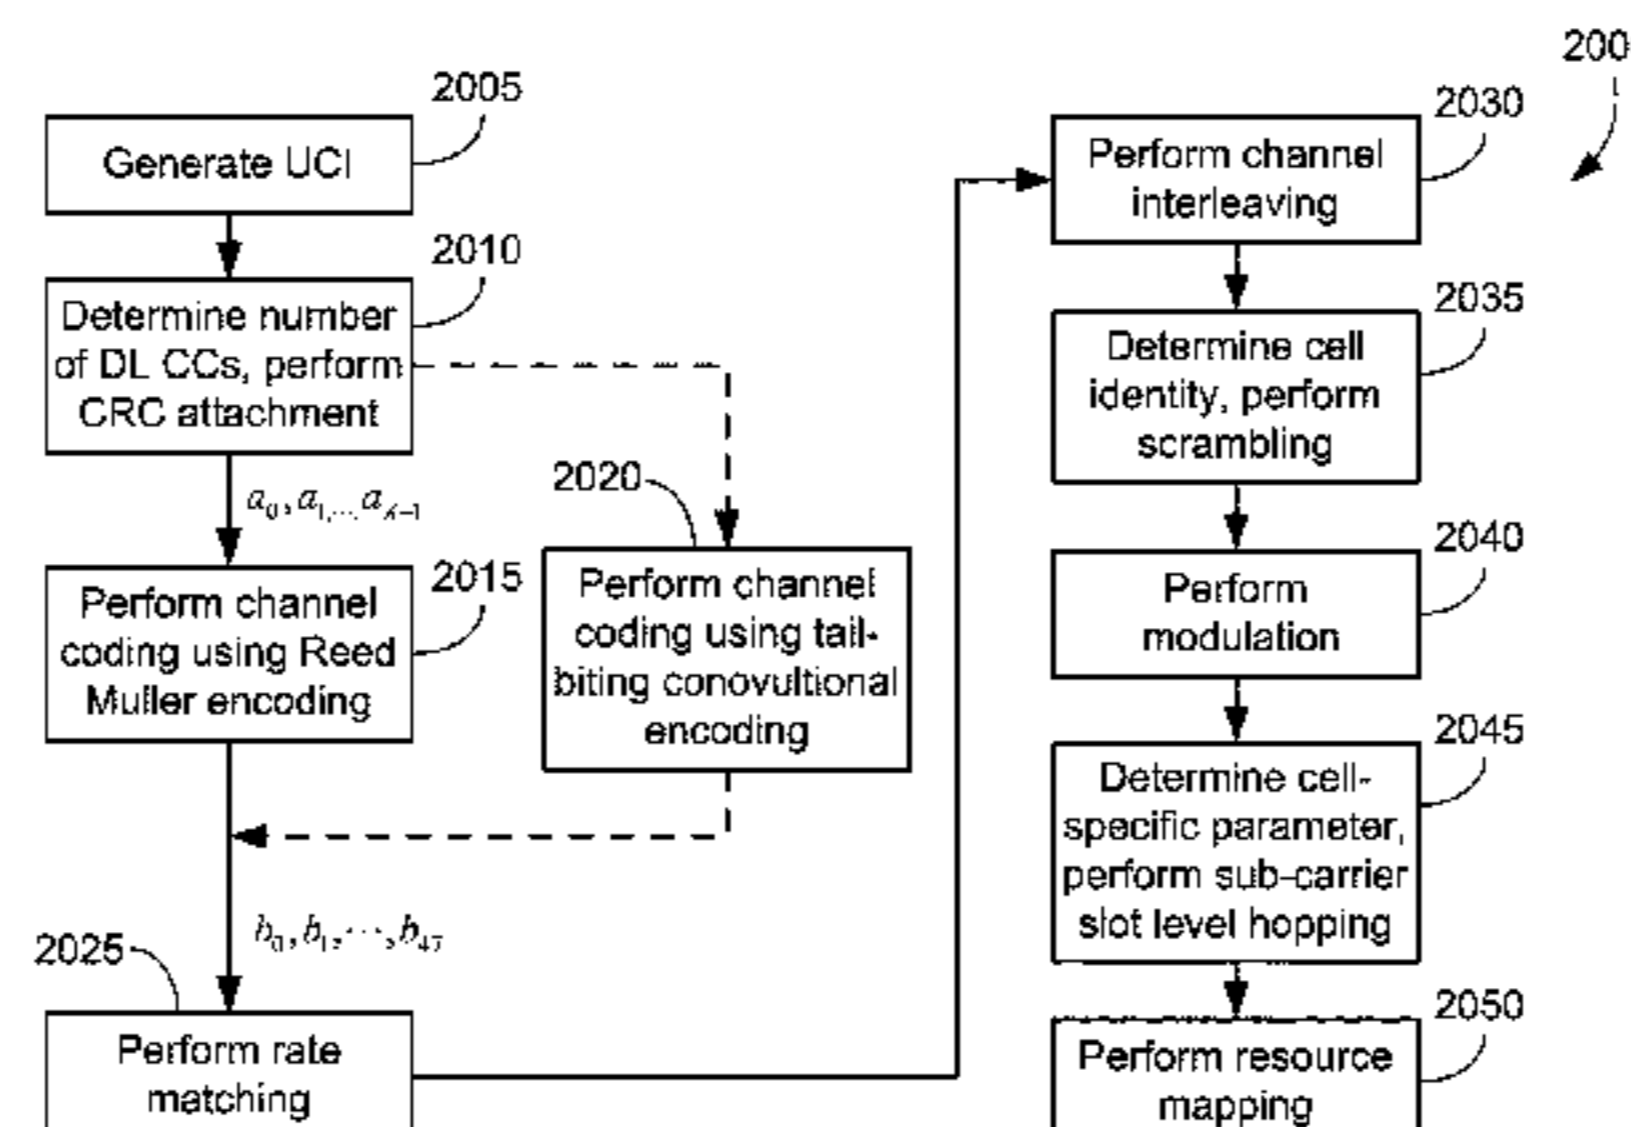 200
2005
Generate UCI
2010
Determine number
of DL CCs, perform
CRC attachment
a₀, a₁,..., a_{A−1}
2015
Perform channel
coding using Reed
Muller encoding
2020
Perform channel
coding using tail-
biting conovultional
encoding
b₀, b₁, ⋯, b₄₇
2025
Perform rate
matching
2030
Perform channel
interleaving
2035
Determine cell
identity, perform
scrambling
2040
Perform
modulation
2045
Determine cell-
specific parameter,
perform sub-carrier
slot level hopping
2050
Perform resource
mapping